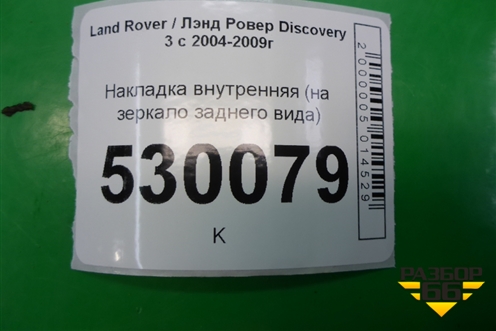 Land Rover / Лэнд Ровер Discovery
3 с 2004-2009г
Накладка внутренняя (на
зеркало заднего вида)
530079
К
2000005014529
РАЗБОР
66